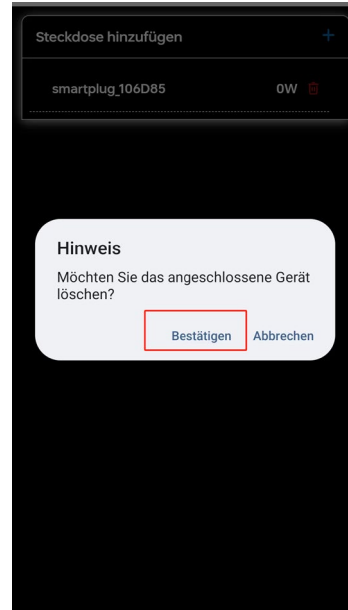 Steckdose hinzufügen +
smartplug_106D85 0W
Hinweis
Möchten Sie das angeschlossene Gerät
löschen?
Bestätigen Abbrechen